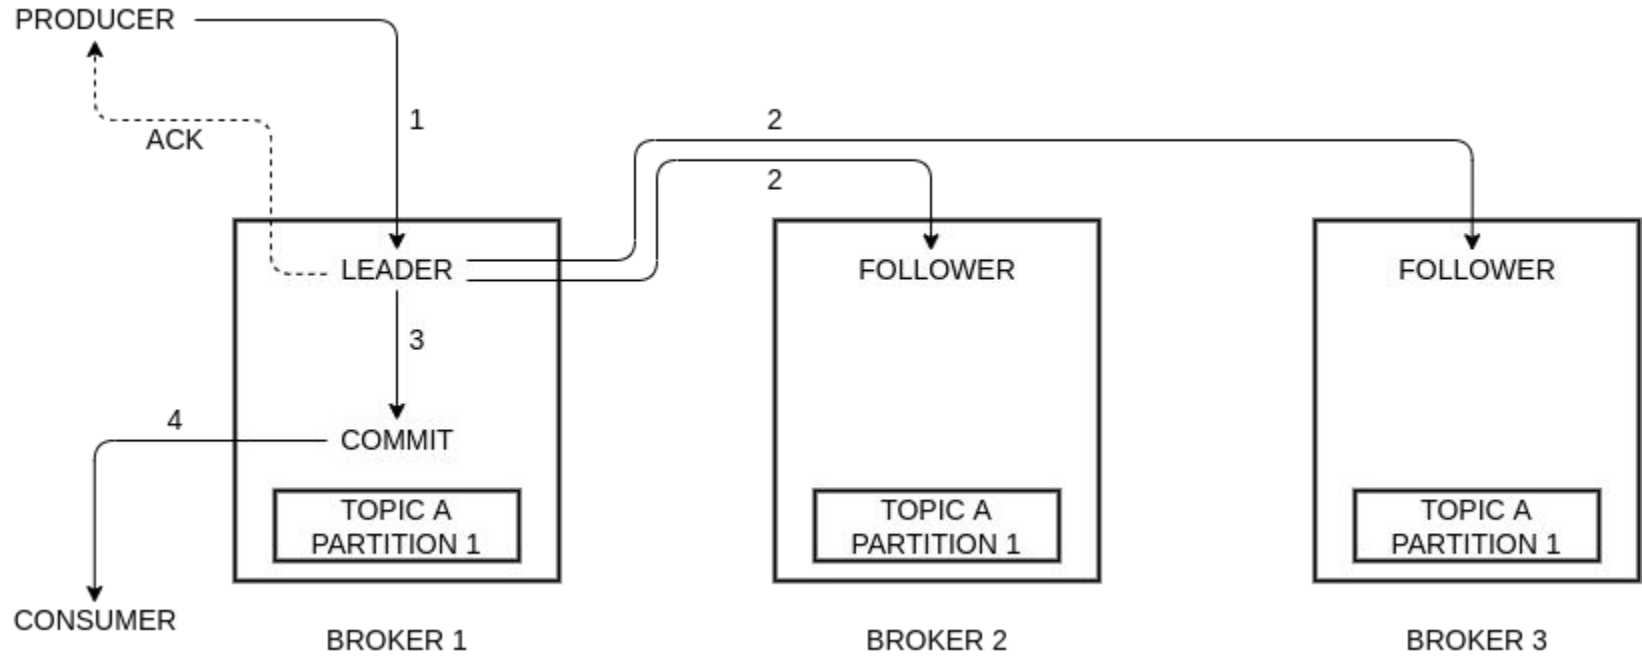 PRODUCER
1
2
ACK
2
LEADER
FOLLOWER
FOLLOWER
3
4
COMMIT
TOPIC A
PARTITION 1
TOPIC A
PARTITION 1
TOPIC A
PARTITION 1
CONSUMER
BROKER 1
BROKER 2
BROKER 3